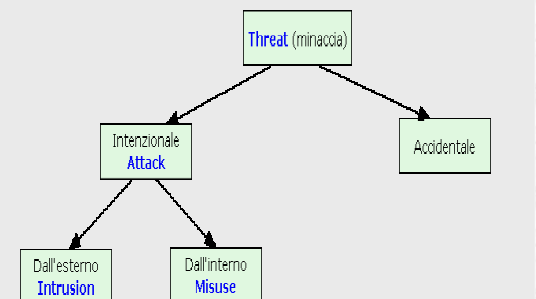 Threat (minaccia)
Intenzionale
Attack
Accidentale
Dall'esterno
Intrusion
Dall'interno
Misuse